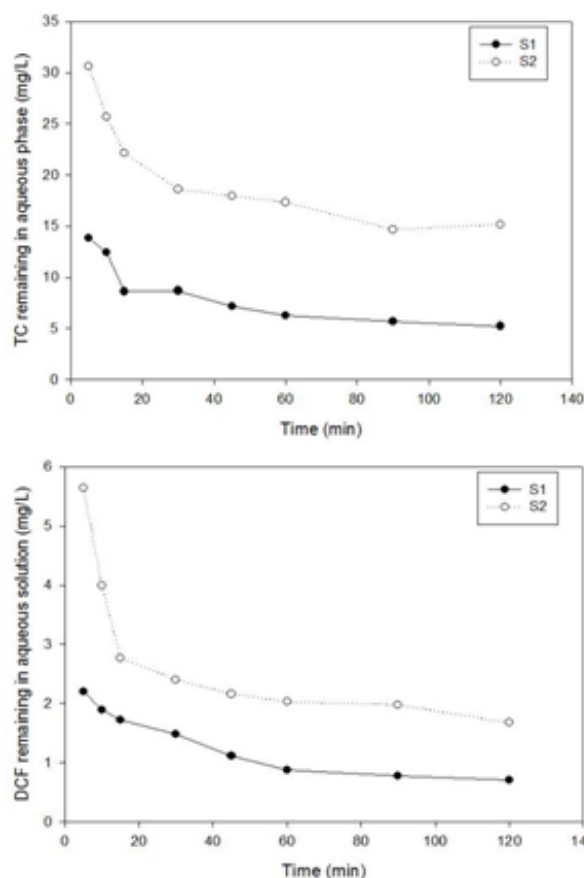 TC remaining in aqueous phase (mg/L)
35
30
25
20
15
10
5
0
S1
S2
0 20 40 60 80 100 120 140
Time (min)
DCF remaining in aqueous solution (mg/L)
6
5
4
3
2
1
0
S1
S2
0 20 40 60 80 100 120 140
Time (min)